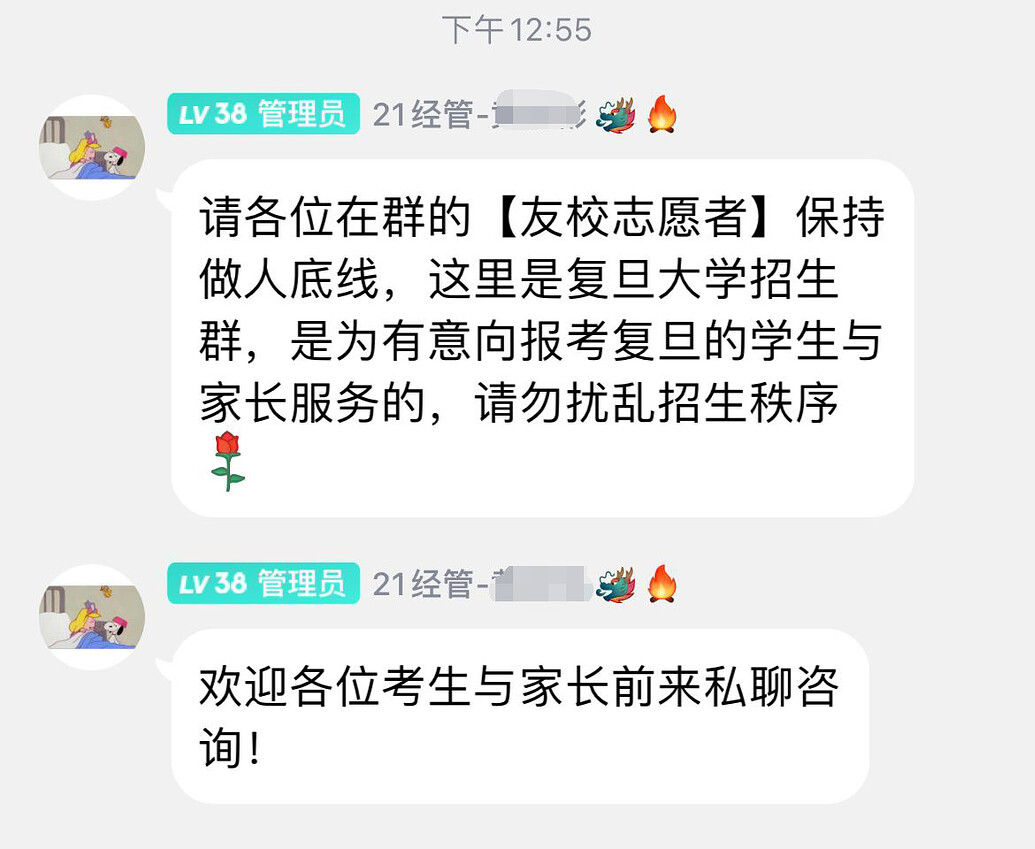 下午12:55
LV38 管理员 21经管-
请各位在群的【友校志愿者】保持
做人底线，这里是复旦大学招生
群，是为有意向报考复旦的学生与
家长服务的，请勿扰乱招生秩序
LV38 管理员 21经管-
欢迎各位考生与家长前来私聊咨
询！